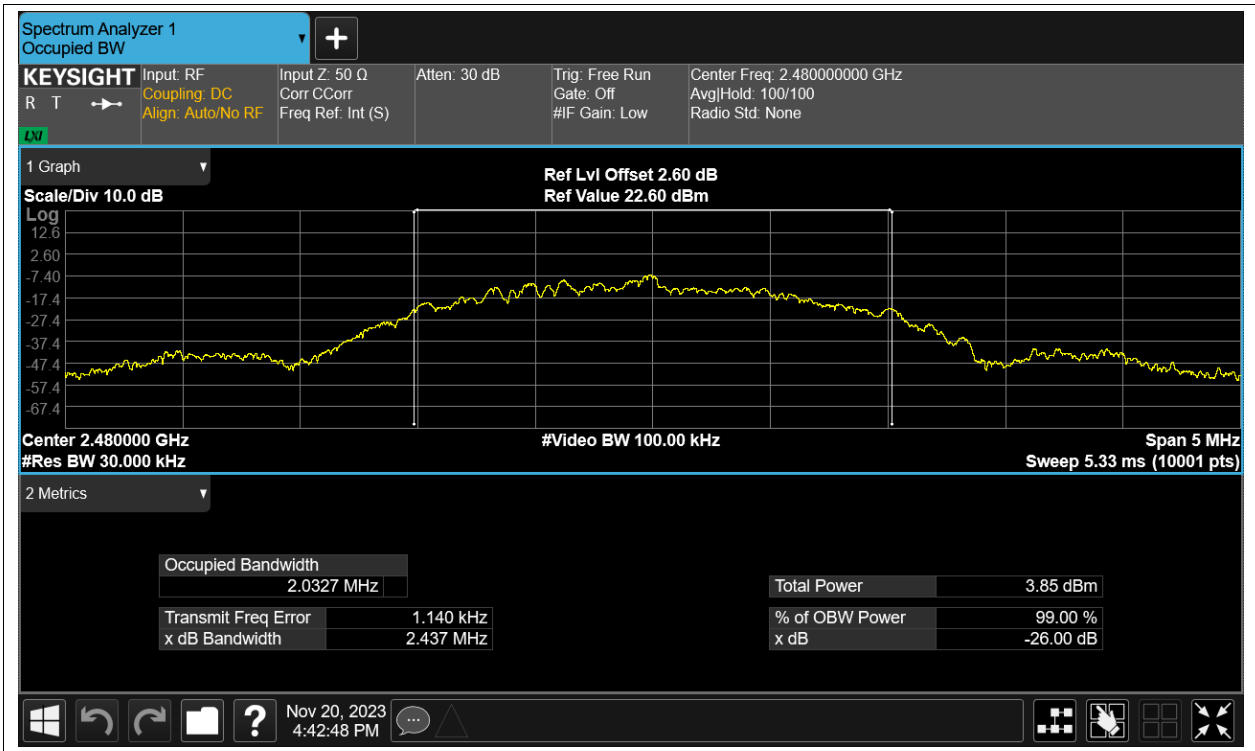 Spectrum Analyzer 1
Occupied BW
KEYSIGHT
R T
LXI
Input: RF
Coupling: DC
Align: Auto/No RF
Input Z: 50 Ω
Corr CCorr
Freq Ref: Int (S)
Atten: 30 dB
Trig: Free Run
Gate: Off
#IF Gain: Low
Center Freq: 2.480000000 GHz
Avg|Hold: 100/100
Radio Std: None
1 Graph
Scale/Div 10.0 dB
Ref Lvl Offset 2.60 dB
Ref Value 22.60 dBm
Log
12.6
2.60
-7.40
-17.4
-27.4
-37.4
-47.4
-57.4
-67.4
Center 2.480000 GHz
#Video BW 100.00 kHz
Span 5 MHz
#Res BW 30.000 kHz
Sweep 5.33 ms (10001 pts)
2 Metrics
Occupied Bandwidth
2.0327 MHz
Total Power 3.85 dBm
Transmit Freq Error 1.140 kHz
% of OBW Power 99.00 %
x dB Bandwidth 2.437 MHz
x dB -26.00 dB
?
Nov 20, 2023
4:42:48 PM